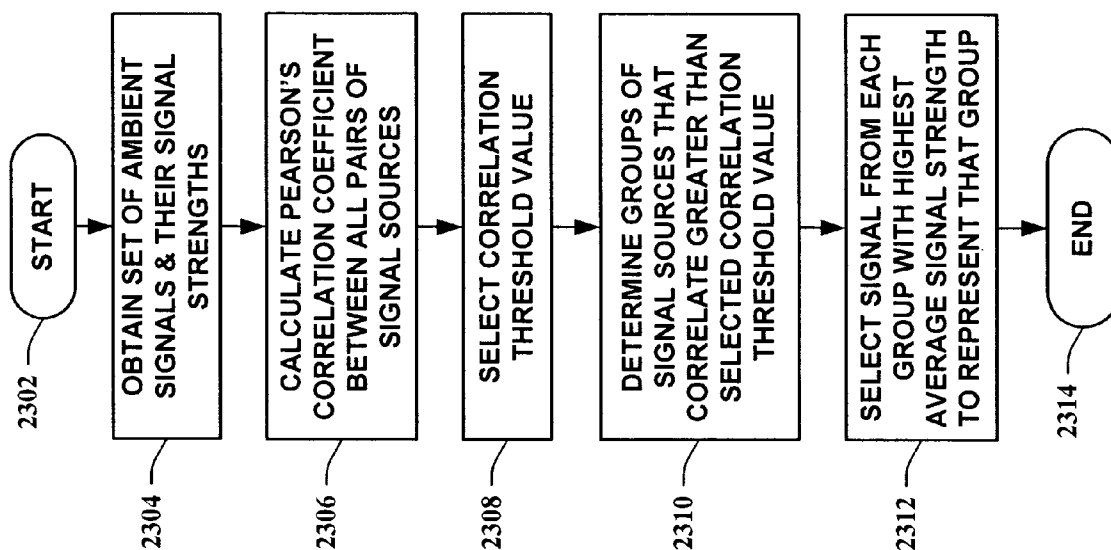 START
2302
OBTAIN SET OF AMBIENT
SIGNALS & THEIR SIGNAL
STRENGTHS
2304
CALCULATE PEARSON'S
CORRELATION COEFFICIENT
BETWEEN ALL PAIRS OF
SIGNAL SOURCES
2306
SELECT CORRELATION
THRESHOLD VALUE
2308
DETERMINE GROUPS OF
SIGNAL SOURCES THAT
CORRELATE GREATER THAN
SELECTED CORRELATION
THRESHOLD VALUE
2310
SELECT SIGNAL FROM EACH
GROUP WITH HIGHEST
AVERAGE SIGNAL STRENGTH
TO REPRESENT THAT GROUP
2312
END
2314